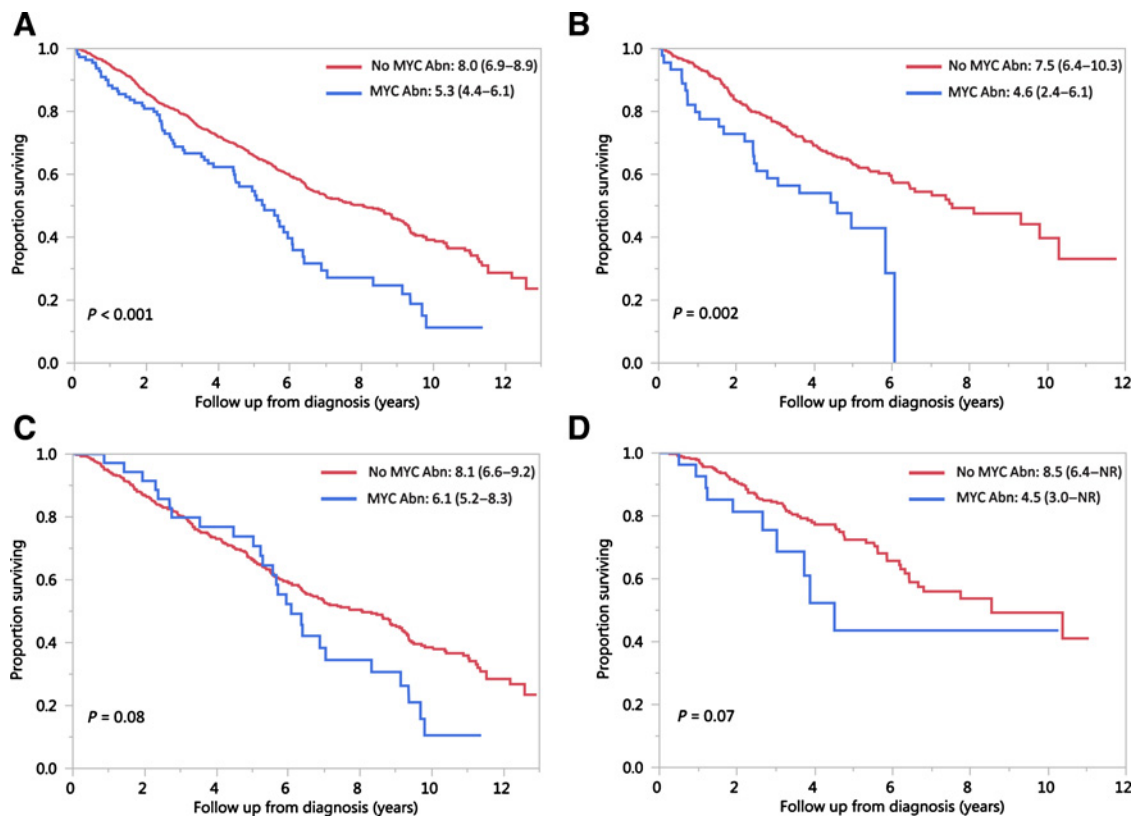 A
1.0
0.8
0.6
0.4
0.2
0.0
Proportion surviving
No MYC Abn: 8.0 (6.9–8.9)
MYC Abn: 5.3 (4.4–6.1)
P < 0.001
0 2 4 6 8 10 12
Follow up from diagnosis (years)
B
1.0
0.8
0.6
0.4
0.2
0.0
Proportion surviving
No MYC Abn: 7.5 (6.4–10.3)
MYC Abn: 4.6 (2.4–6.1)
P = 0.002
0 2 4 6 8 10 12
Follow up from diagnosis (years)
C
1.0
0.8
0.6
0.4
0.2
0.0
Proportion surviving
No MYC Abn: 8.1 (6.6–9.2)
MYC Abn: 6.1 (5.2–8.3)
P = 0.08
0 2 4 6 8 10 12
Follow up from diagnosis (years)
D
1.0
0.8
0.6
0.4
0.2
0.0
Proportion surviving
No MYC Abn: 8.5 (6.4–NR)
MYC Abn: 4.5 (3.0–NR)
P = 0.07
0 2 4 6 8 10 12
Follow up from diagnosis (years)